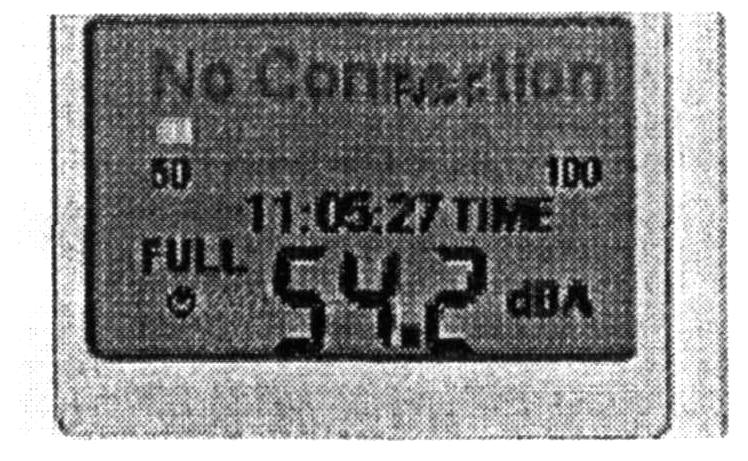 No Connection
50 100
11:05:27 TIME
FULL
54.2 dBA